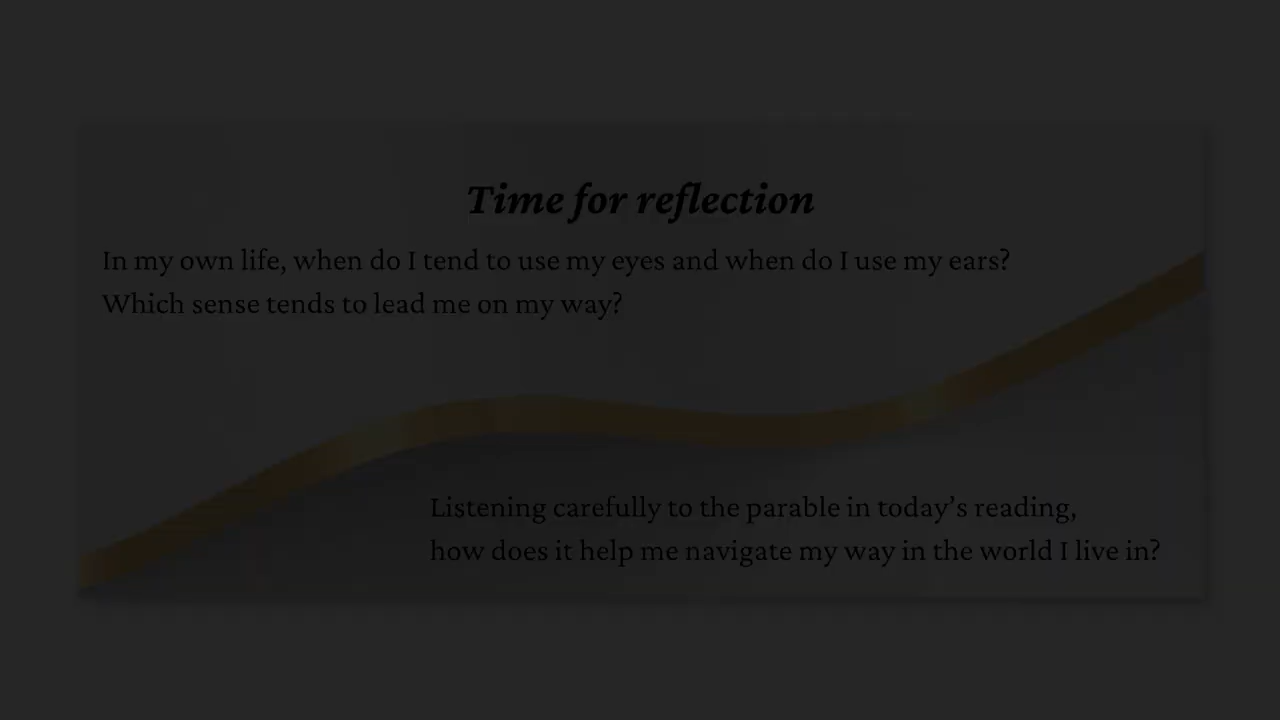 Time for reflection
In my own life, when do I tend to use my eyes and when do I use my ears?
Which sense tends to lead me on my way?
Listening carefully to the parable in today’s reading,
how does it help me navigate my way in the world I live in?